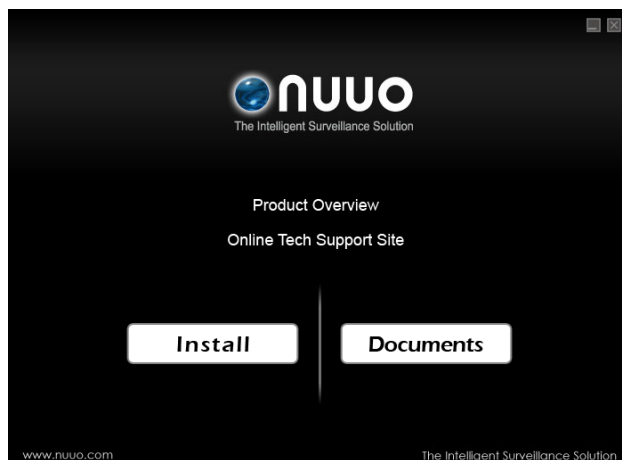 nuuo
The Intelligent Surveillance Solution
Product Overview
Online Tech Support Site
Install
Documents
www.nuuo.com
The Intelligent Surveillance Solution